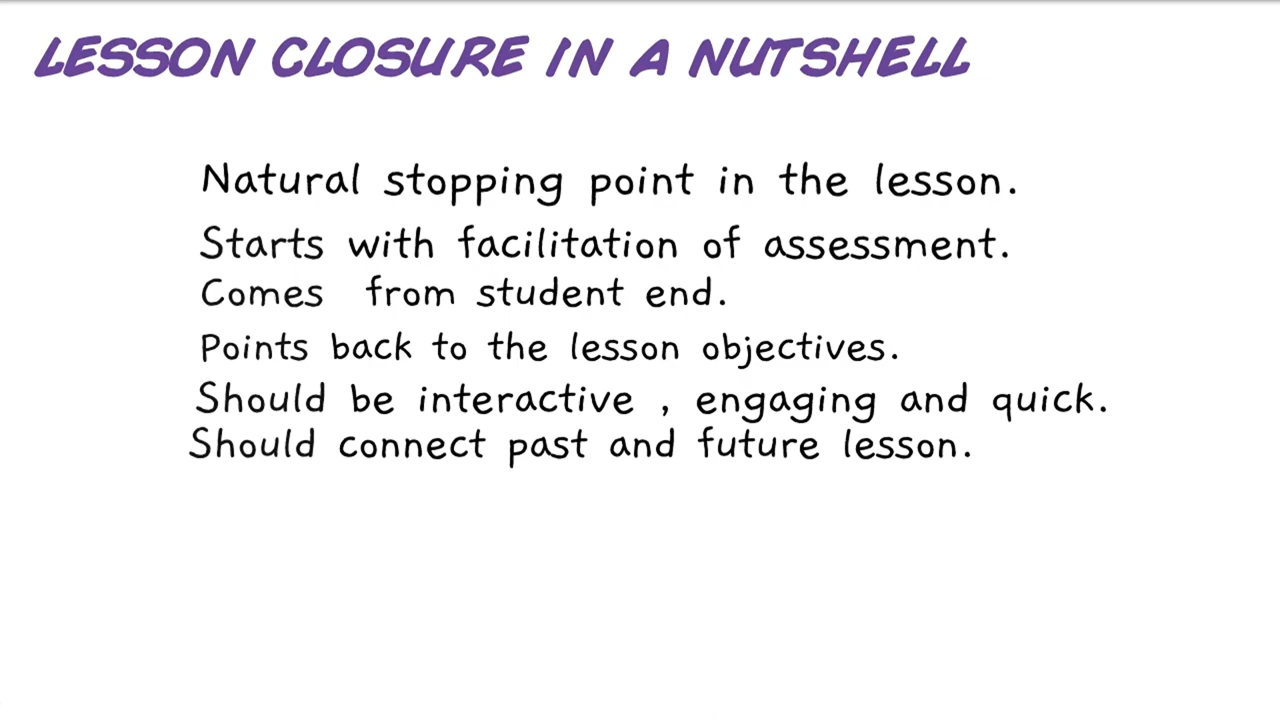 LESSON CLOSURE IN A NUTSHELL
Natural stopping point in the lesson.
Starts with facilitation of assessment.
Comes from student end.
Points back to the lesson objectives.
Should be interactive , engaging and quick.
Should connect past and future lesson.